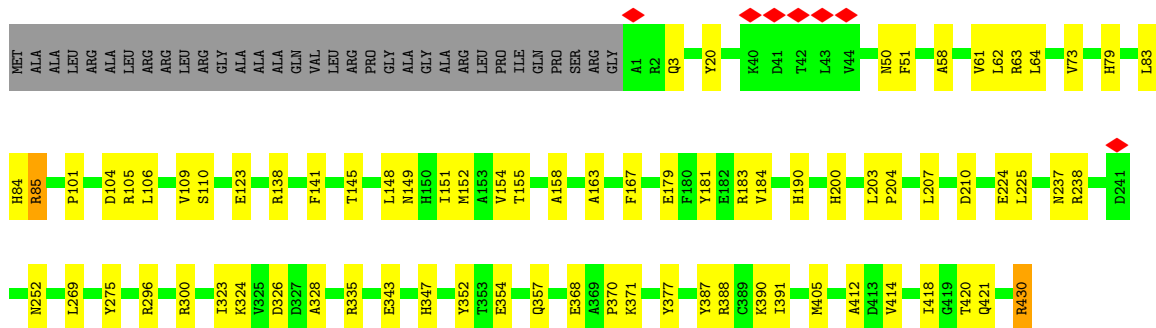 MET ALA ALA LEU ARG ALA ALA LEU ARG ARG LEU ARG GLY ALA ALA ALA GLN VAL LEU ARG PRO GLY ALA GLY ALA ARG LEU PRO ILE GLN PRO SER ARG GLY A1 R2 Q3 Y20 K40 D41 T42 L43 V44 N50 F51 A58 V61 L62 R63 L64 V73 H79 L83
H84 R85 P101 D104 R105 L106 V109 S110 E123 R138 F141 T145 L148 N149 H150 I151 M152 A153 V154 T155 A158 A163 F167 E179 F180 Y181 E182 R183 V184 H190 H200 L203 P204 L207 D210 E224 L225 N237 R238 D241
N252 L269 Y275 R296 R300 I323 K324 V325 D326 D327 A328 R335 E343 H347 Y352 T353 E354 Q357 E368 A369 P370 K371 Y377 Y387 R388 C389 K390 I391 M405 A412 D413 V414 I418 G419 T420 Q421 R430